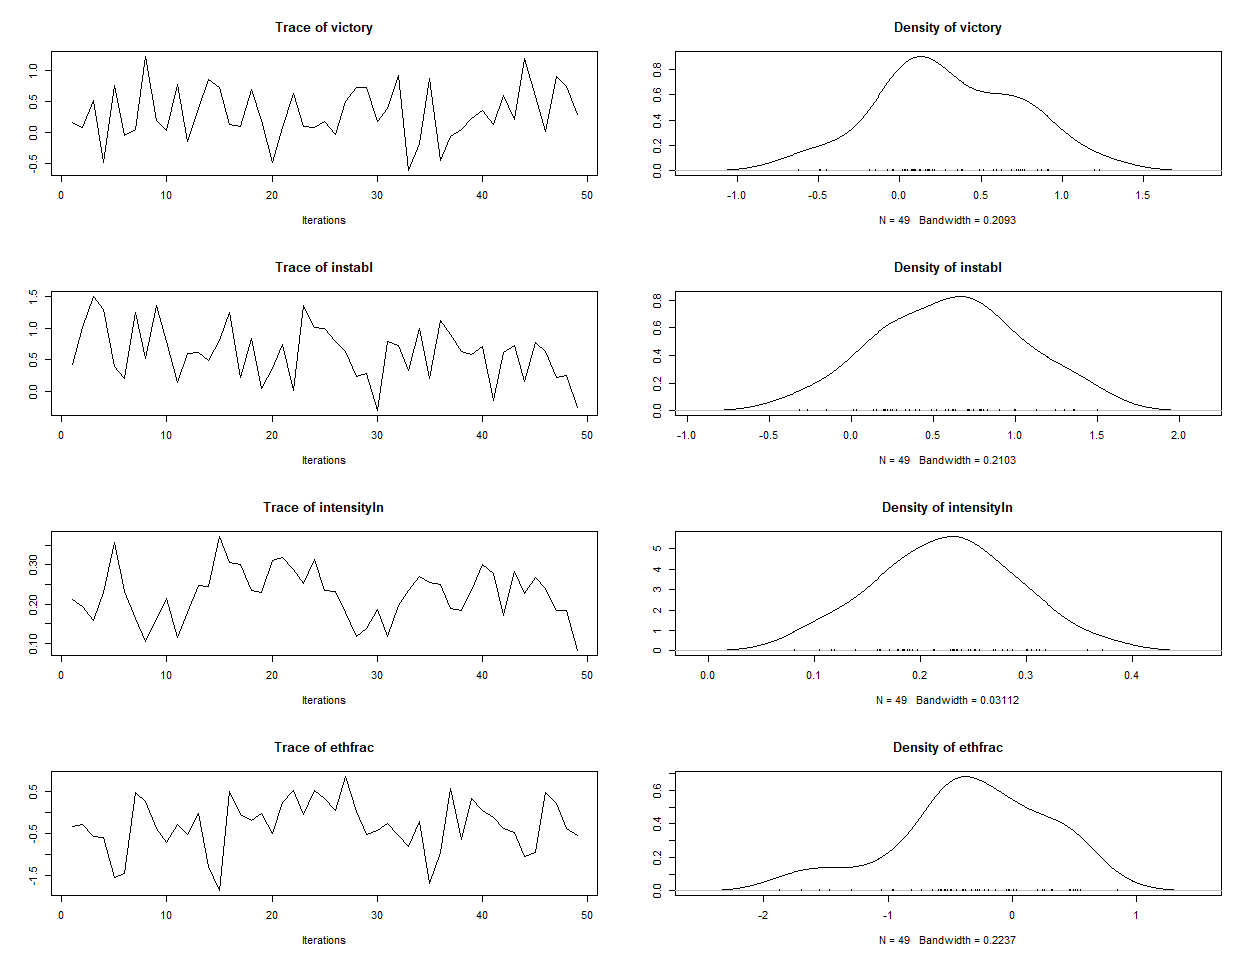 Trace of victory
-0.5 0.0 0.5 1.0
0 10 20 30 40 50
Iterations
Density of victory
0.0 0.2 0.4 0.6 0.8
-1.0 -0.5 0.0 0.5 1.0 1.5
N = 49 Bandwidth = 0.2093
Trace of instabl
0.0 0.5 1.0 1.5
0 10 20 30 40 50
Iterations
Density of instabl
0.0 0.2 0.4 0.6 0.8
-1.0 -0.5 0.0 0.5 1.0 1.5 2.0
N = 49 Bandwidth = 0.2103
Trace of intensityln
0.10 0.20 0.30
0 10 20 30 40 50
Iterations
Density of intensityln
0 1 2 3 4 5
0.0 0.1 0.2 0.3 0.4
N = 49 Bandwidth = 0.03112
Trace of ethfrac
-1.5 -0.5 0.5
0 10 20 30 40 50
Iterations
Density of ethfrac
0.0 0.2 0.4 0.6
-2 -1 0 1
N = 49 Bandwidth = 0.2237